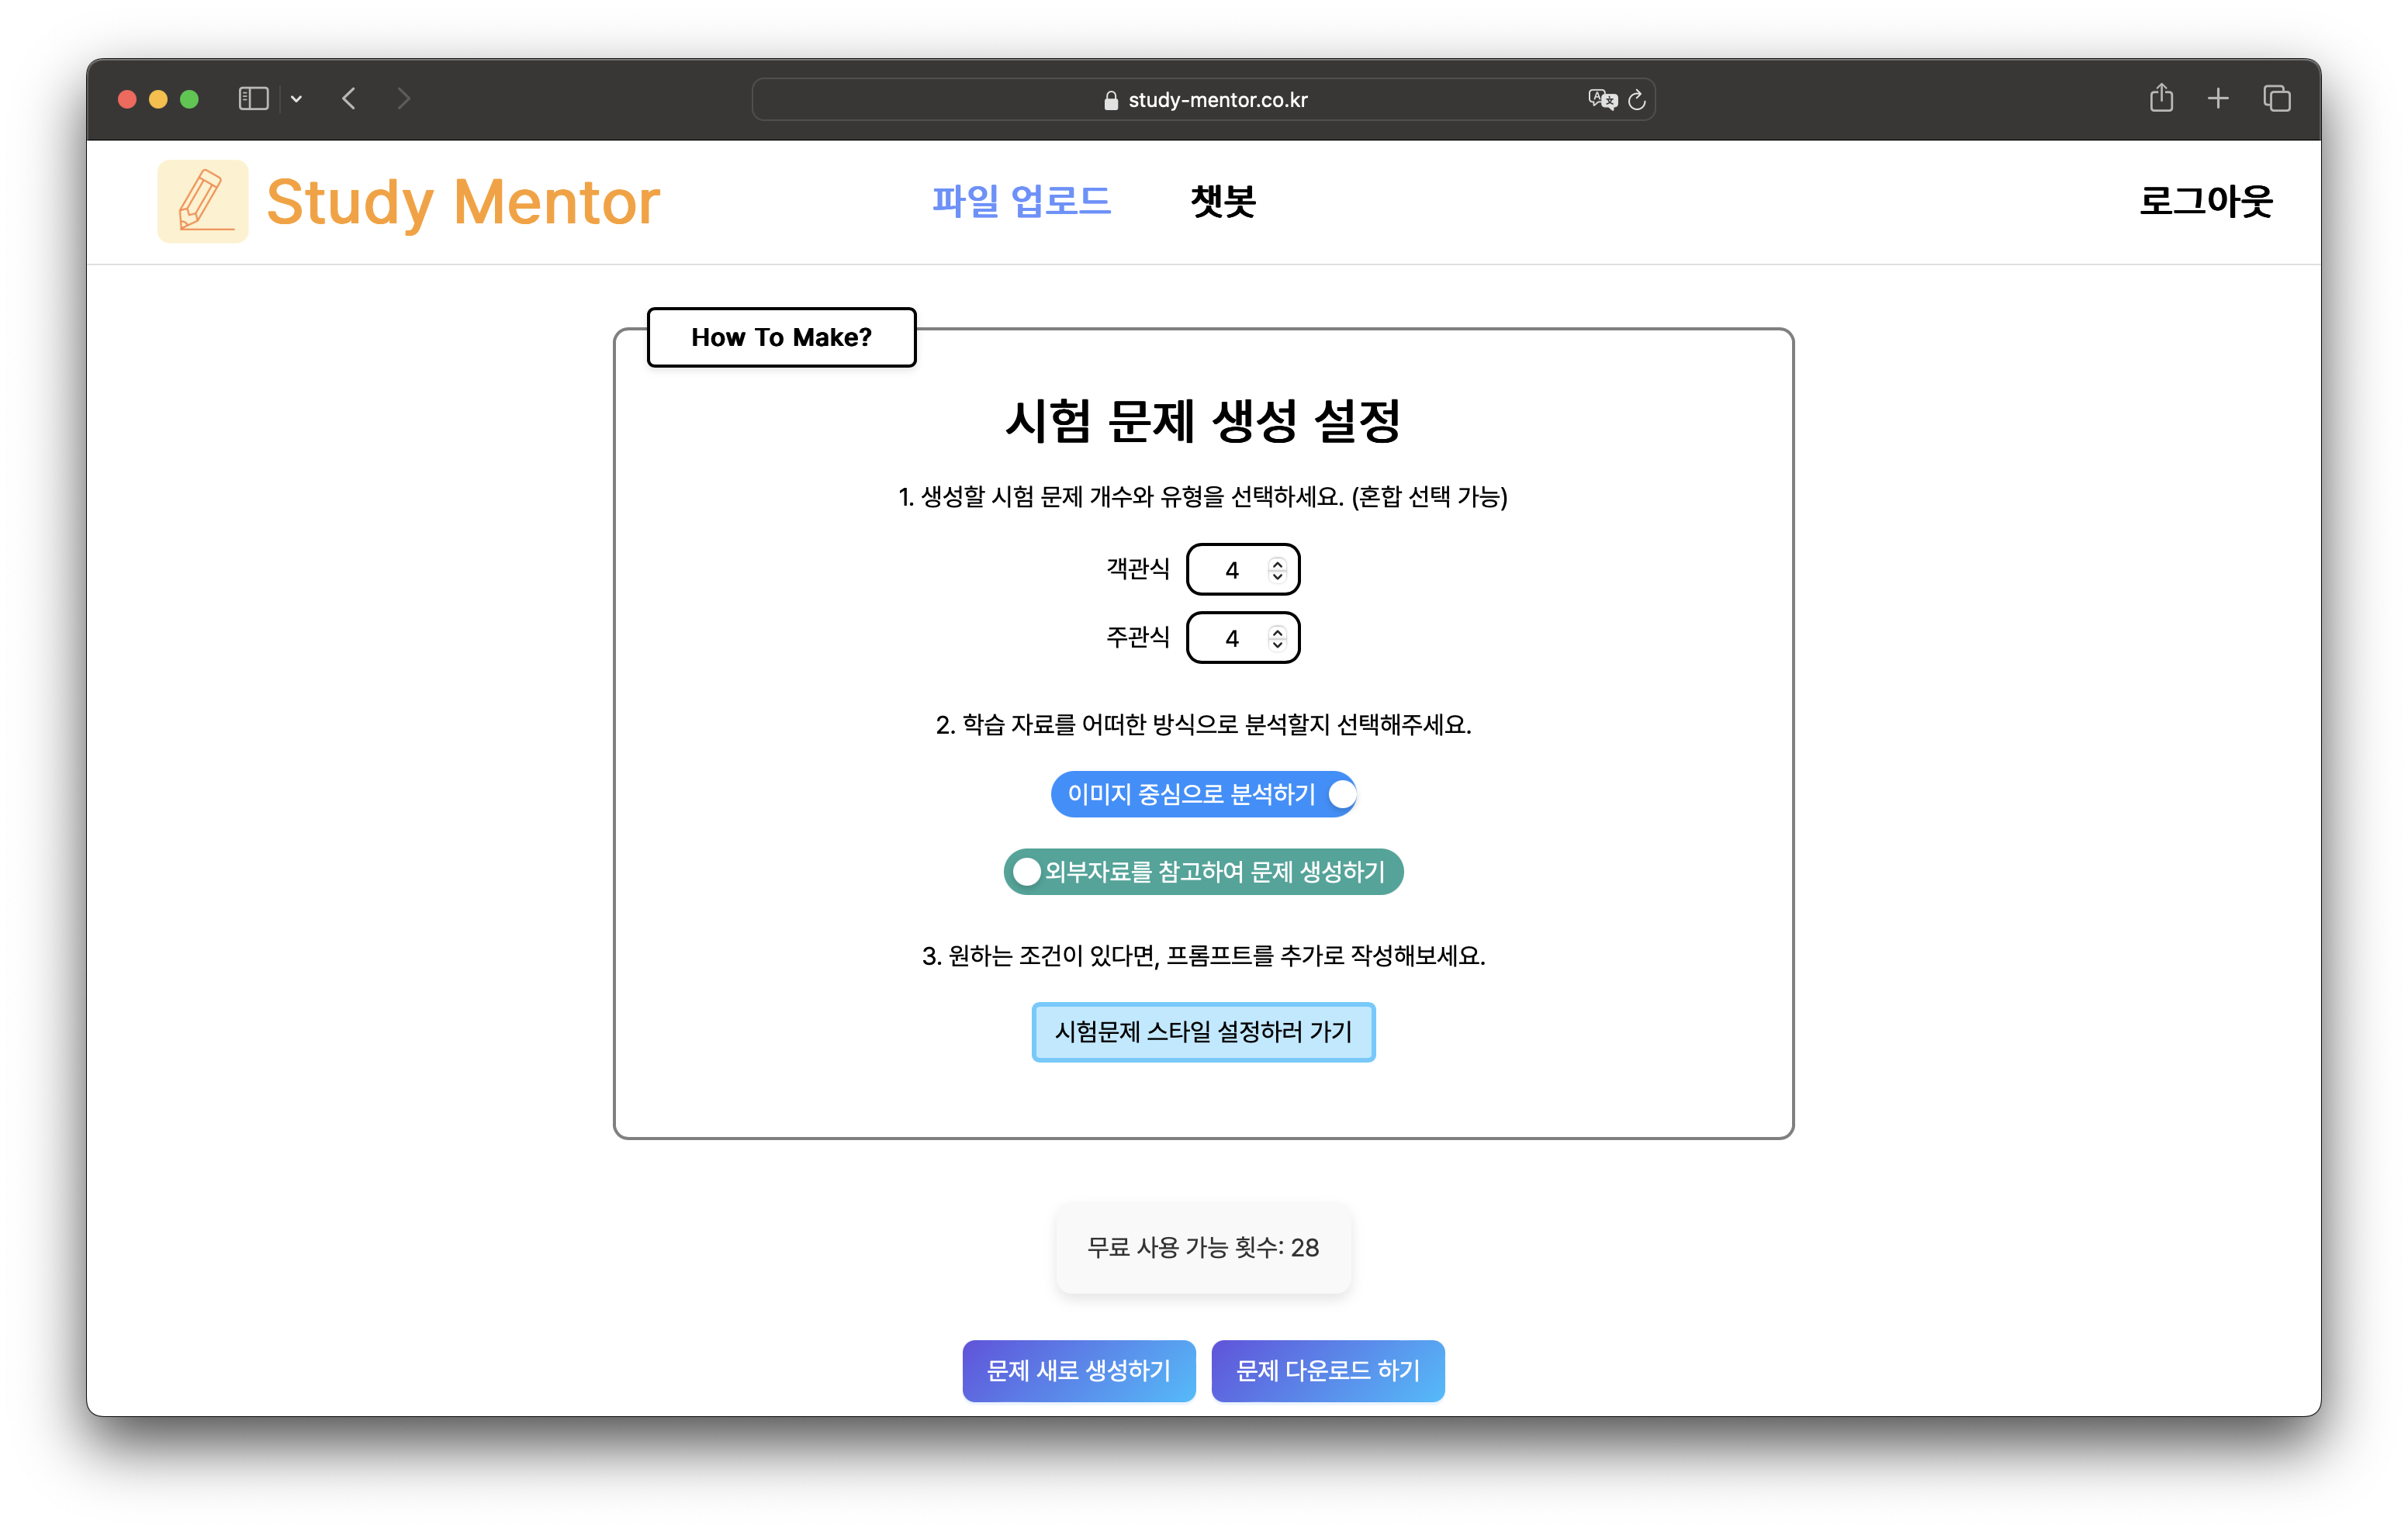 study-mentor.co.kr
Study Mentor
파일 업로드
챗봇
로그아웃
How To Make?
시험 문제 생성 설정
1. 생성할 시험 문제 개수와 유형을 선택하세요. (혼합 선택 가능)
객관식 4
주관식 4
2. 학습 자료를 어떠한 방식으로 분석할지 선택해주세요.
이미지 중심으로 분석하기
외부자료를 참고하여 문제 생성하기
3. 원하는 조건이 있다면, 프롬프트를 추가로 작성해보세요.
시험문제 스타일 설정하러 가기
무료 사용 가능 횟수: 28
문제 새로 생성하기
문제 다운로드 하기